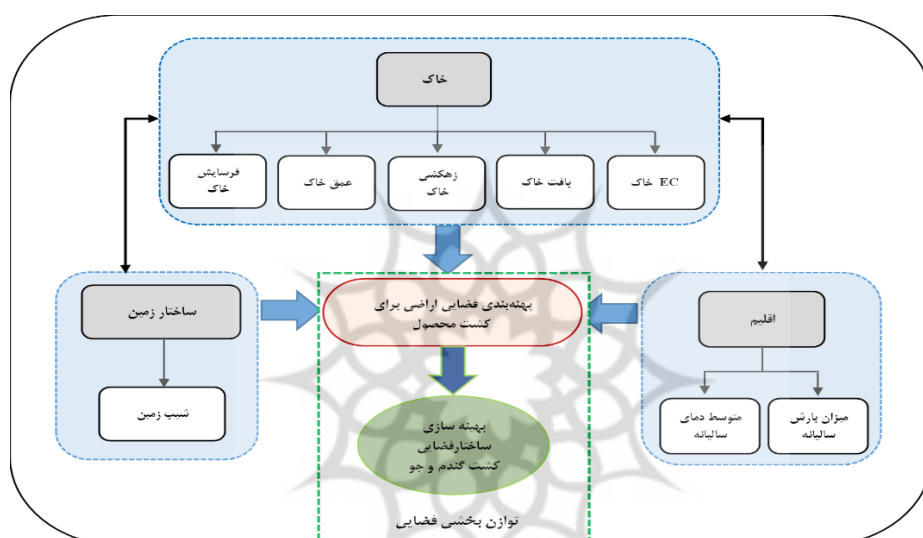 خاک
EC خاک
بافت خاک
زهکشی
خاک
عمق خاک
فرسایش
خاک
پهنه‌بندی فضایی اراضی برای
کشت محصول
اقلیم
میزان بارش
سالیانه
متوسط دمای
سالیانه
ساختار زمین
شیب زمین
بهینه سازی
ساختارفضایی
کشت گندم و جو
توازن بخشی فضایی